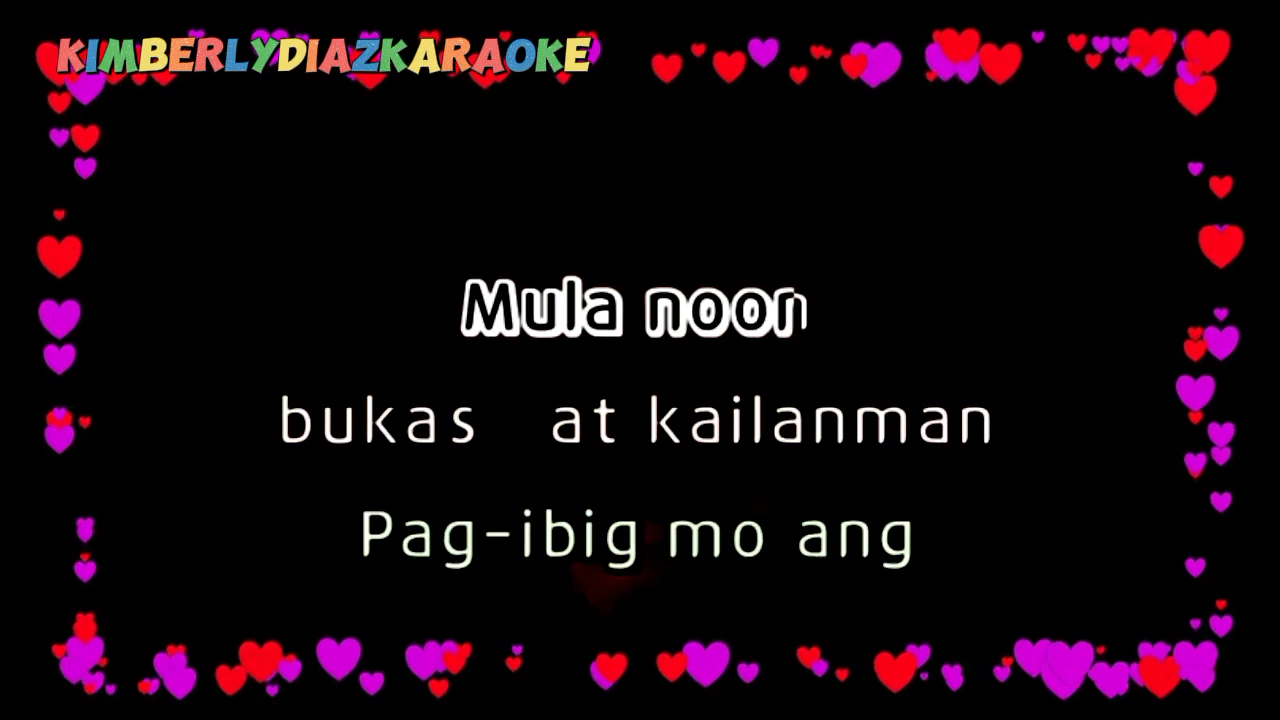 KIMBERLYDIAZKARAOKE
Mula noon
bukas at kailanman
Pag-ibig mo ang